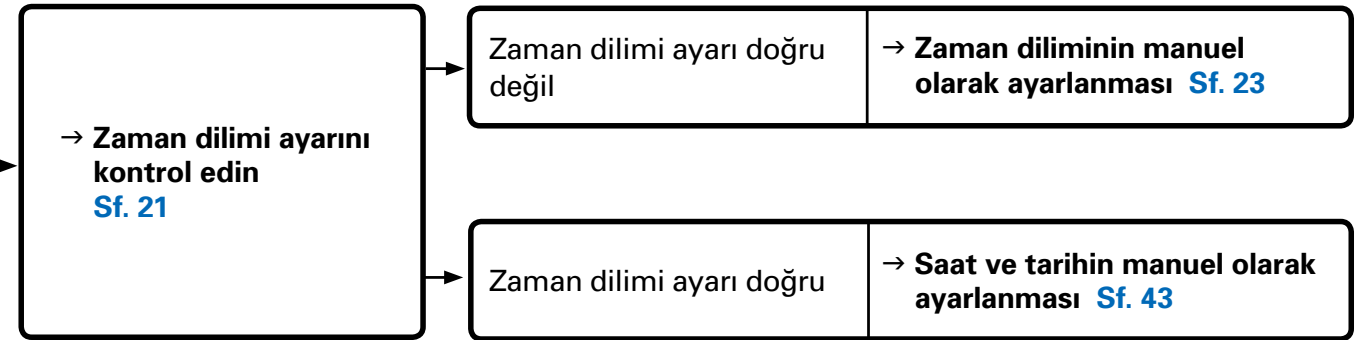 → Zaman dilimi ayarını
kontrol edin
Sf. 21
Zaman dilimi ayarı doğru
değil
→ Zaman diliminin manuel
olarak ayarlanması Sf. 23
Zaman dilimi ayarı doğru
→ Saat ve tarihin manuel olarak
ayarlanması Sf. 43